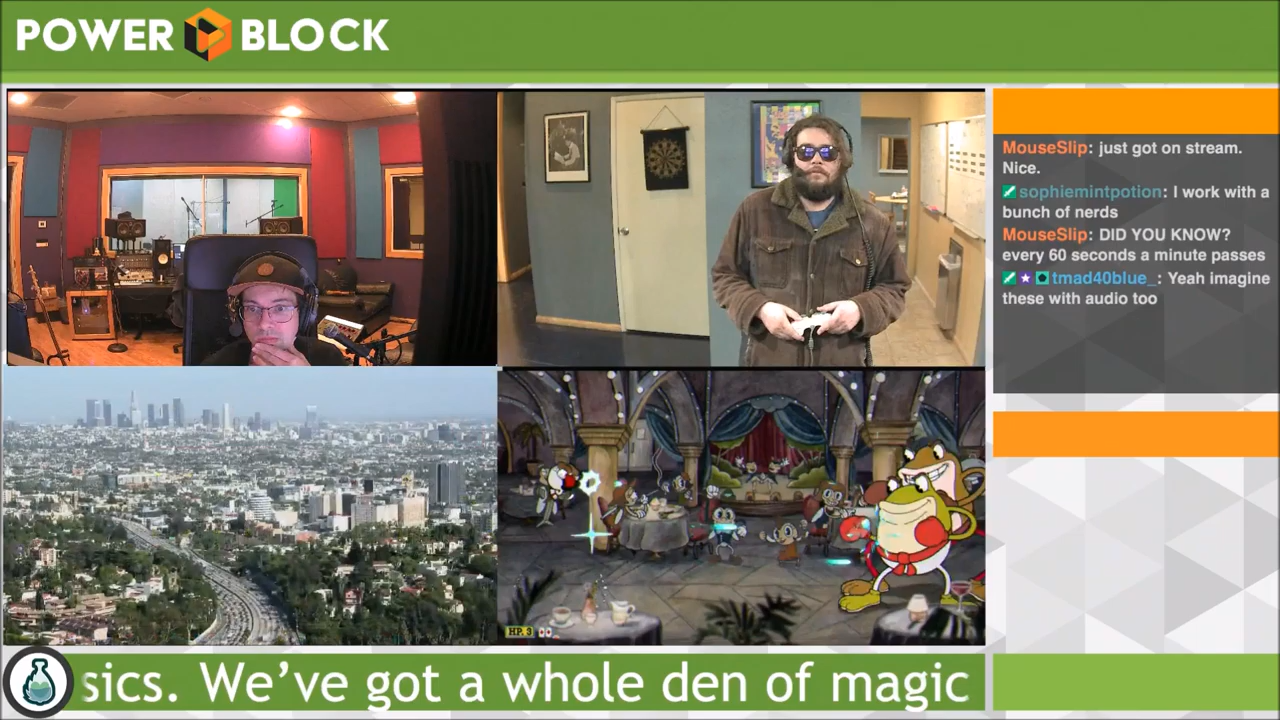 POWER BLOCK
MouseSlip: just got on stream.
Nice.
sophiemintpotion: I work with a
bunch of nerds
MouseSlip: DID YOU KNOW?
every 60 seconds a minute passes
tmad40blue_: Yeah imagine
these with audio too
HP. 3
sics. We've got a whole den of magic